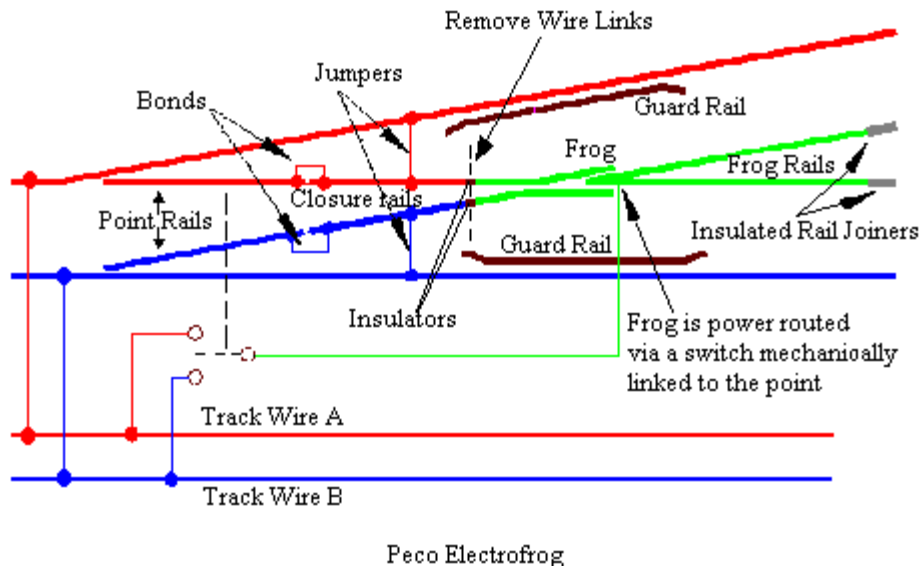 Remove Wire Links
Jumpers
Bonds
Guard Rail
Frog
Frog Rails
Closure rails
Point Rails
Insulated Rail Joiners
Guard Rail
Insulators
Frog is power routed
via a switch mechanically
linked to the point
Track Wire A
Track Wire B
Peco Electrofrog